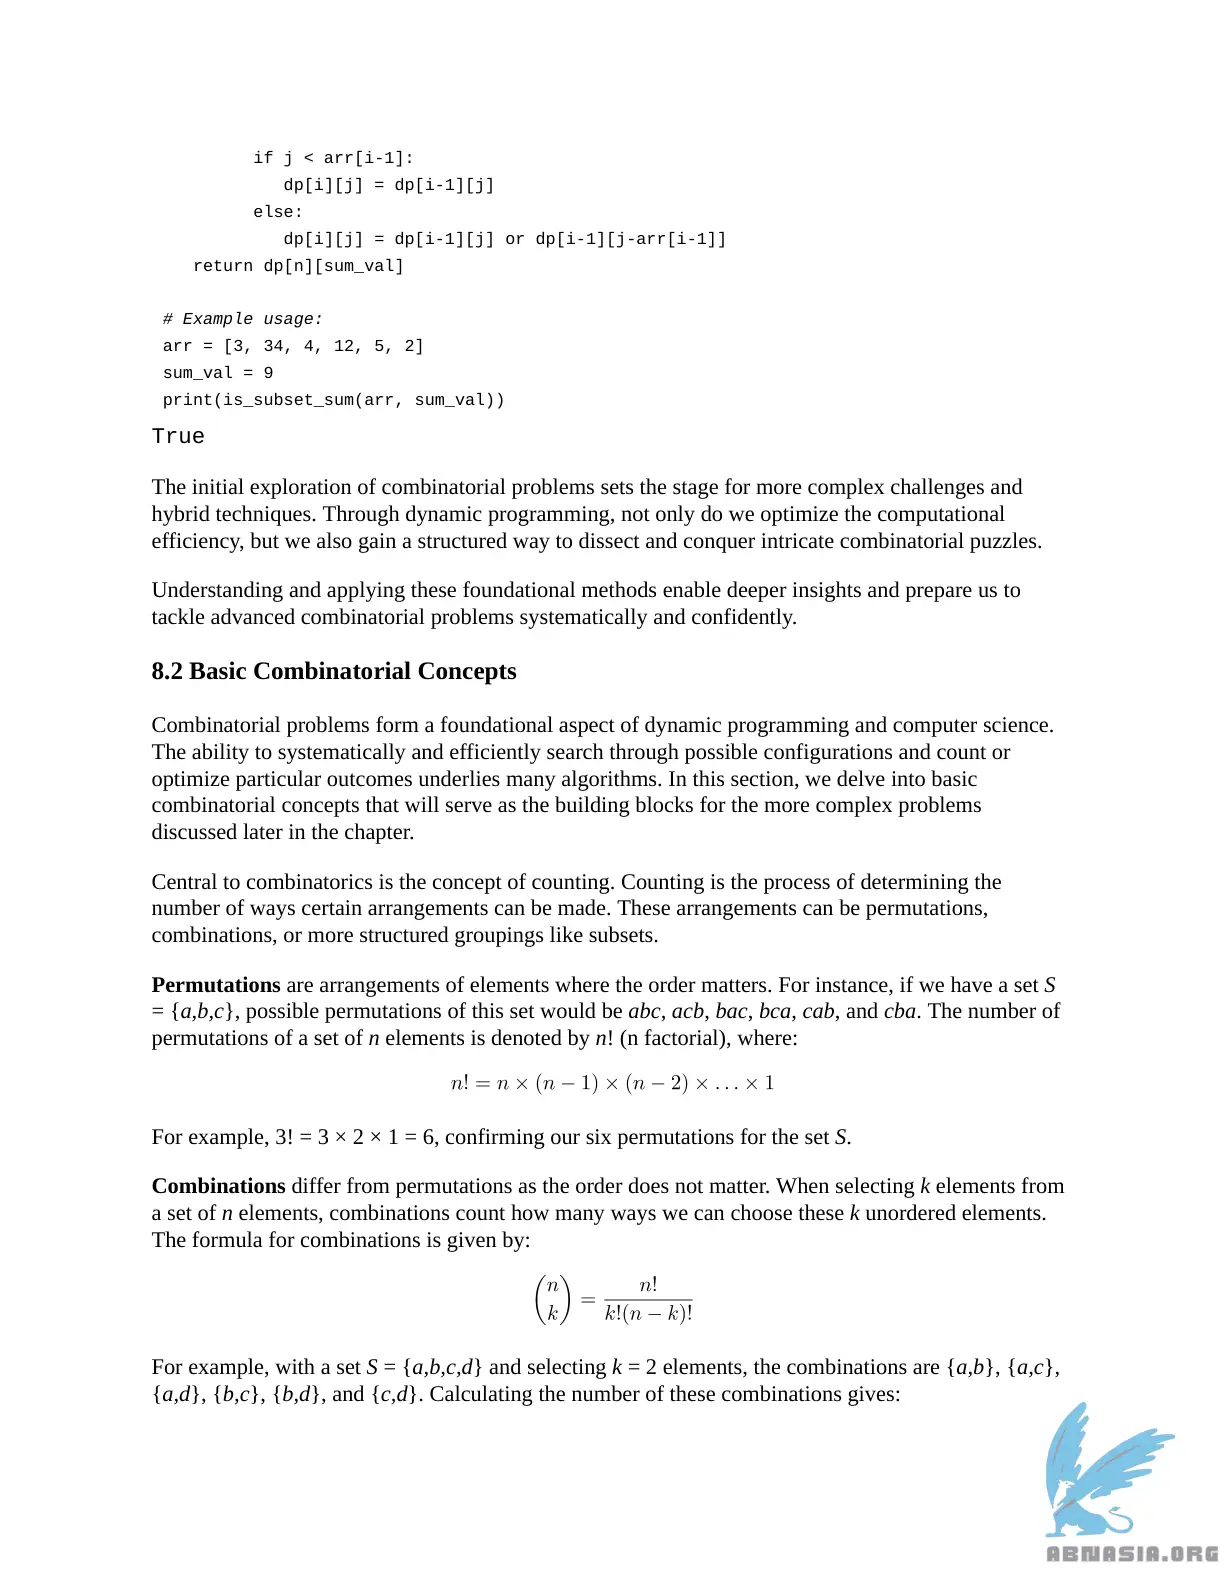 if j < arr[i-1]:
dp[i][j] = dp[i-1][j]
else:
dp[i][j] = dp[i-1][j] or dp[i-1][j-arr[i-1]]
return dp[n][sum_val]
# Example usage:
arr = [3, 34, 4, 12, 5, 2]
sum_val = 9
print(is_subset_sum(arr, sum_val))
True
The initial exploration of combinatorial problems sets the stage for more complex challenges and
hybrid techniques. Through dynamic programming, not only do we optimize the computational
efficiency, but we also gain a structured way to dissect and conquer intricate combinatorial puzzles.
Understanding and applying these foundational methods enable deeper insights and prepare us to
tackle advanced combinatorial problems systematically and confidently.
8.2 Basic Combinatorial Concepts
Combinatorial problems form a foundational aspect of dynamic programming and computer science.
The ability to systematically and efficiently search through possible configurations and count or
optimize particular outcomes underlies many algorithms. In this section, we delve into basic
combinatorial concepts that will serve as the building blocks for the more complex problems
discussed later in the chapter.
Central to combinatorics is the concept of counting. Counting is the process of determining the
number of ways certain arrangements can be made. These arrangements can be permutations,
combinations, or more structured groupings like subsets.
Permutations are arrangements of elements where the order matters. For instance, if we have a set S
= {a,b,c}, possible permutations of this set would be abc, acb, bac, bca, cab, and cba. The number of
permutations of a set of n elements is denoted by n! (n factorial), where:
n! = n × (n − 1) × (n − 2) × . . . × 1
For example, 3! = 3 × 2 × 1 = 6, confirming our six permutations for the set S.
Combinations differ from permutations as the order does not matter. When selecting k elements from
a set of n elements, combinations count how many ways we can choose these k unordered elements.
The formula for combinations is given by:
(n k) = n! / k!(n − k)!
For example, with a set S = {a,b,c,d} and selecting k = 2 elements, the combinations are {a,b}, {a,c},
{a,d}, {b,c}, {b,d}, and {c,d}. Calculating the number of these combinations gives:
ABNASIA.ORG